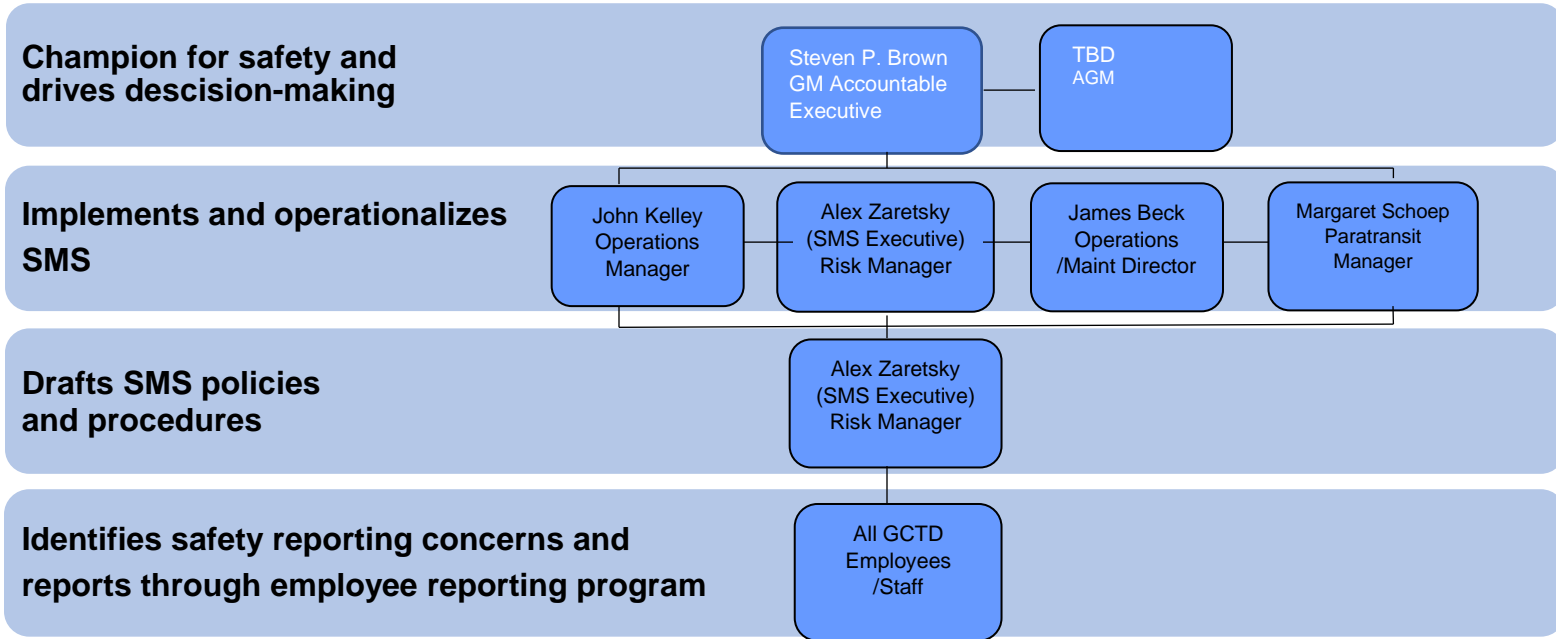 Champion for safety and
drives descision-making
Steven P. Brown
GM Accountable
Executive
TBD
AGM
Implements and operationalizes
SMS
John Kelley
Operations
Manager
Alex Zaretsky
(SMS Executive)
Risk Manager
James Beck
Operations
/Maint Director
Margaret Schoep
Paratransit
Manager
Drafts SMS policies
and procedures
Alex Zaretsky
(SMS Executive)
Risk Manager
Identifies safety reporting concerns and
reports through employee reporting program
All GCTD
Employees
/Staff